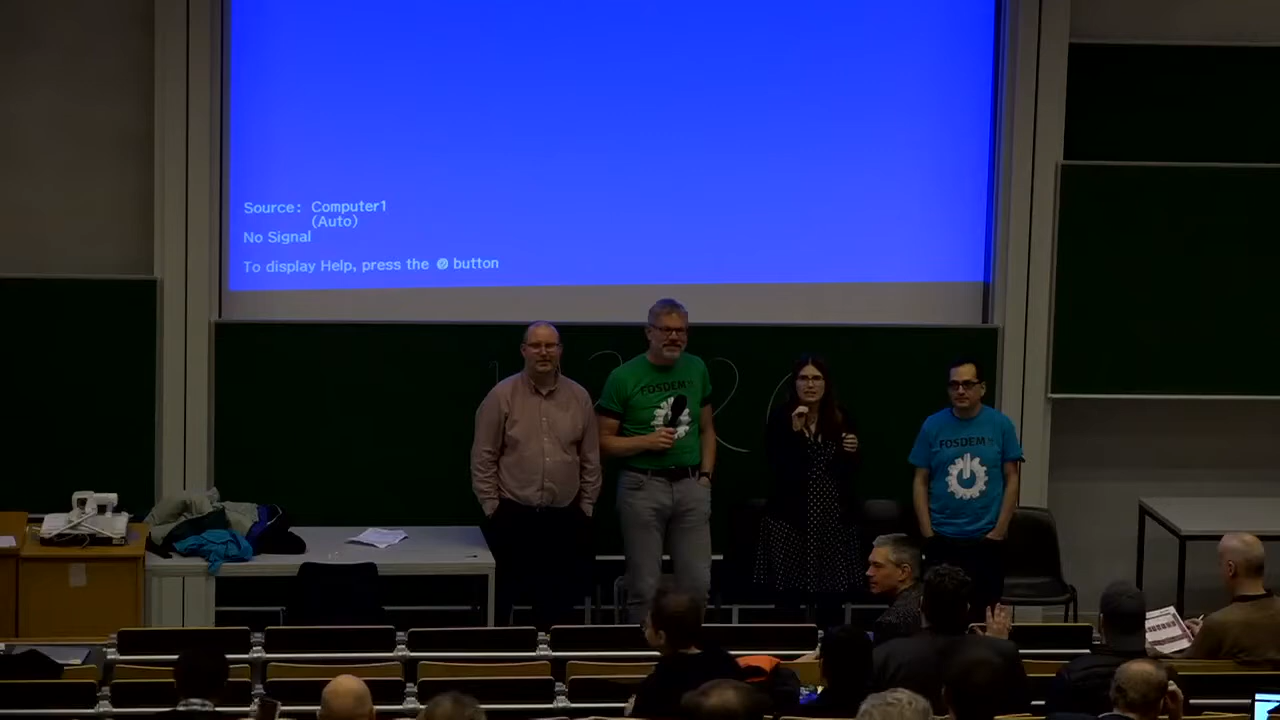 Source: Computer1
(Auto)
No Signal
To display Help, press the button
FOSDEM
FOSDEM